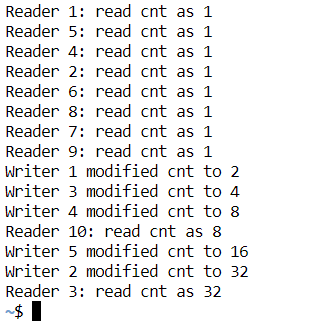 Reader 1: read cnt as 1
Reader 5: read cnt as 1
Reader 4: read cnt as 1
Reader 2: read cnt as 1
Reader 6: read cnt as 1
Reader 8: read cnt as 1
Reader 7: read cnt as 1
Reader 9: read cnt as 1
Writer 1 modified cnt to 2
Writer 3 modified cnt to 4
Writer 4 modified cnt to 8
Reader 10: read cnt as 8
Writer 5 modified cnt to 16
Writer 2 modified cnt to 32
Reader 3: read cnt as 32
~$